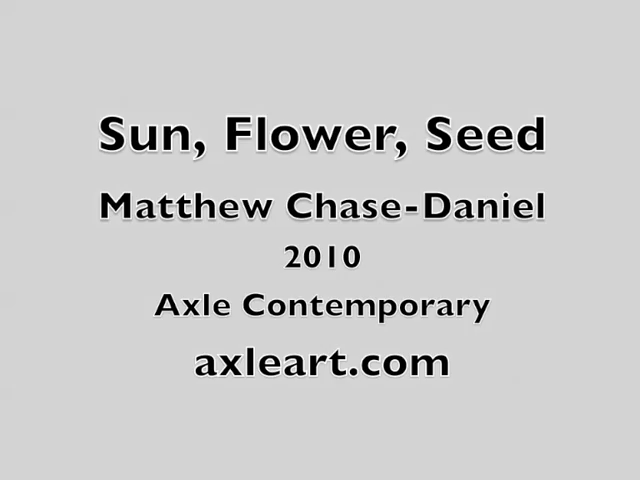 Sun, Flower, Seed
Matthew Chase-Daniel
2010
Axle Contemporary
axleart.com